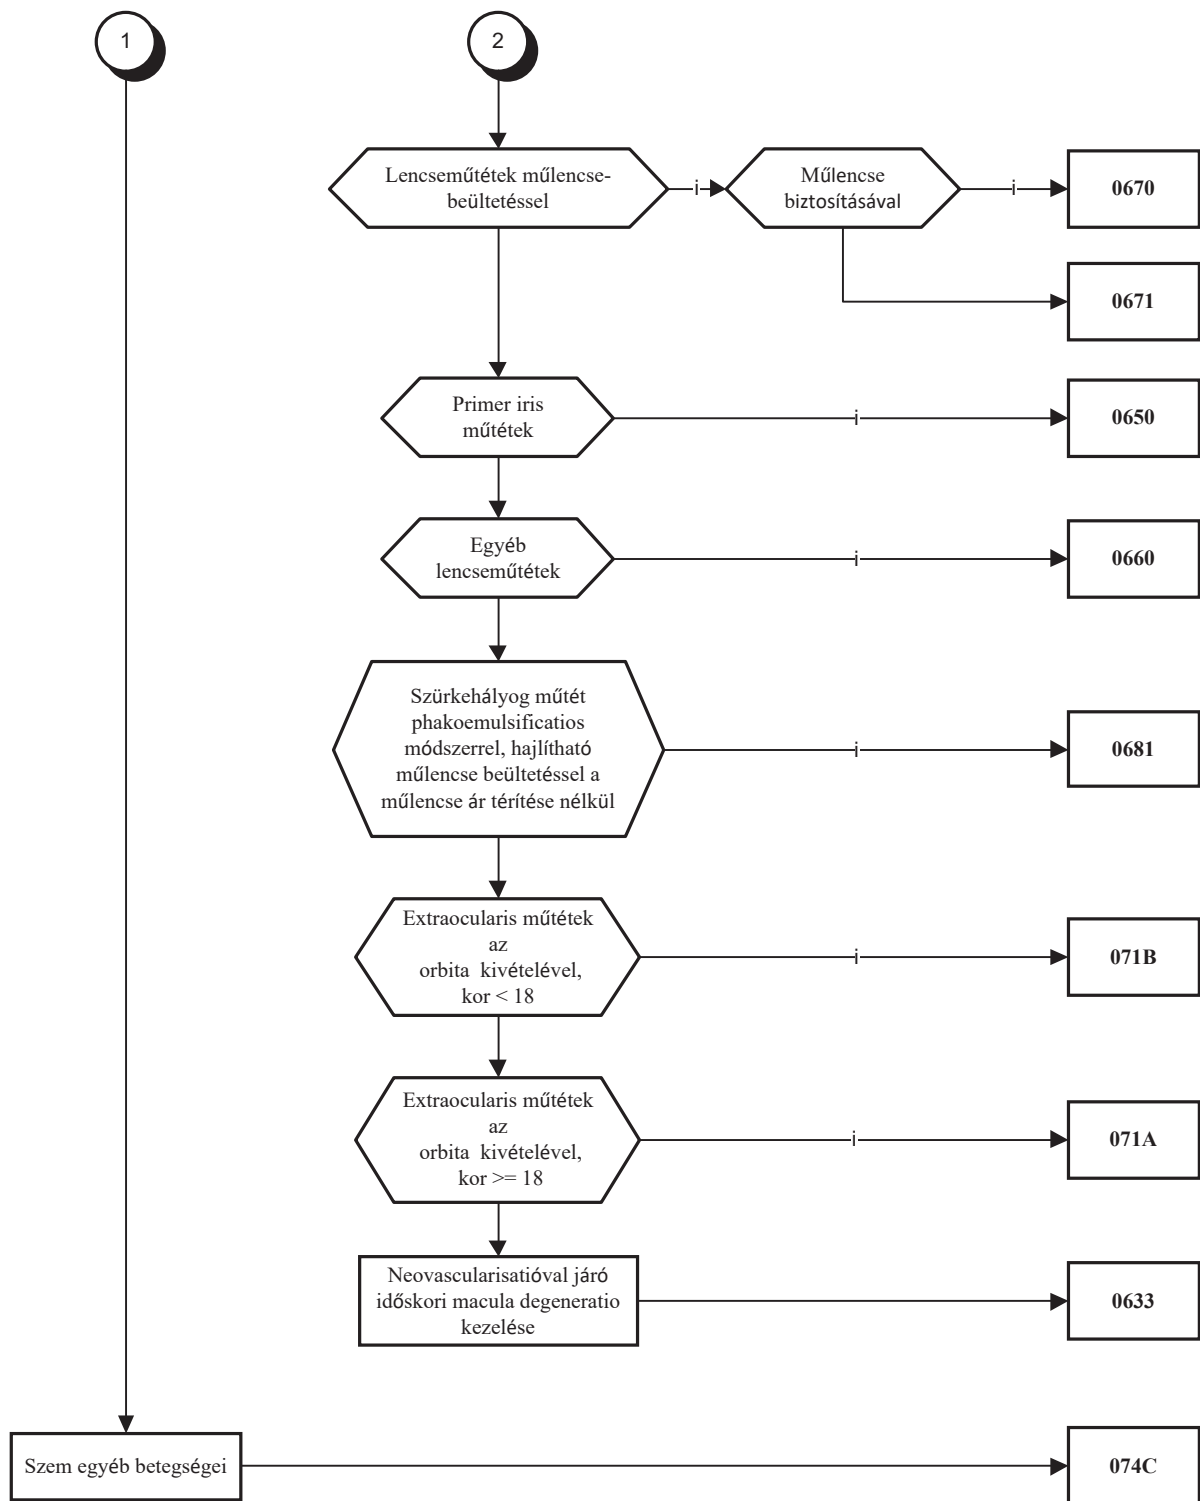 1
2
Lencseműtétek műlencse-
beültetéssel
i
Műlencse
biztosításával
i
0670
0671
Primer iris
műtétek
i
0650
Egyéb
lencseműtétek
i
0660
Szürkehályog műtét
phakoemulsificatios
módszerrel, hajlítható
műlencse beültetéssel a
műlencse ár térítése nélkül
i
0681
Extraocularis műtétek
az
orbita kivételével,
kor < 18
i
071B
Extraocularis műtétek
az
orbita kivételével,
kor >= 18
i
071A
Neovascularisatióval járó
időskori macula degeneratio
kezelése
0633
Szem egyéb betegségei
074C